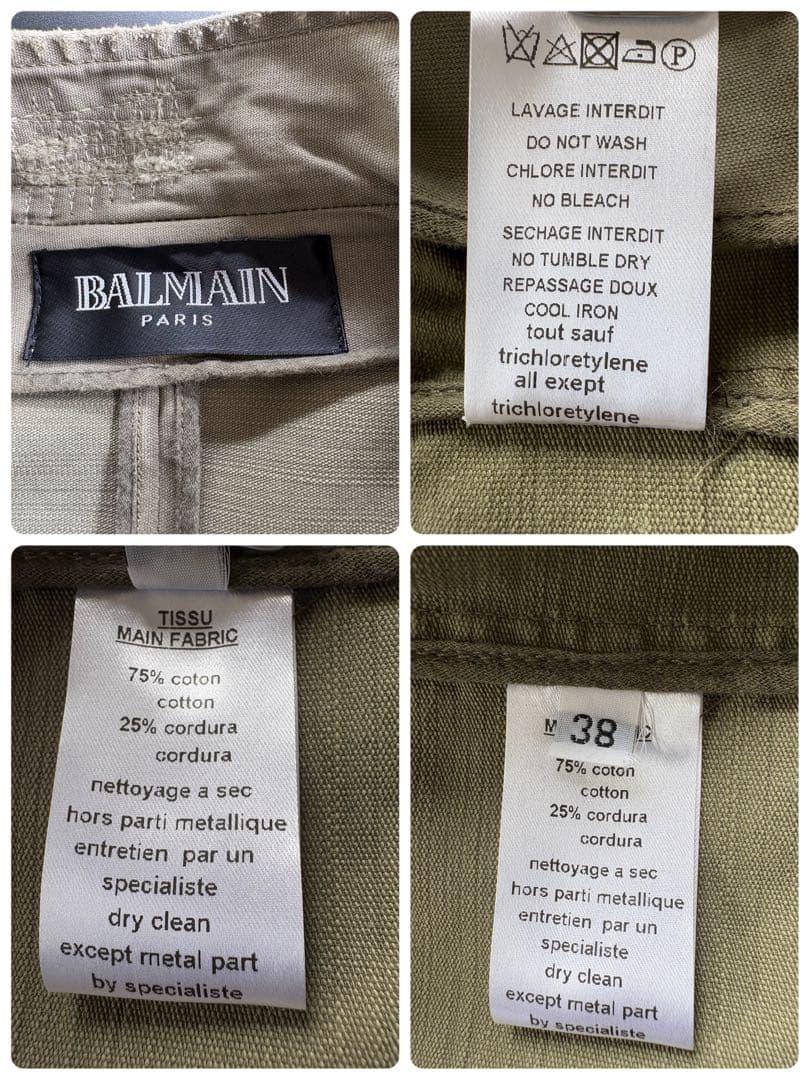 BALMAIN
PARIS
P
LAVAGE INTERDIT
DO NOT WASH
CHLORE INTERDIT
NO BLEACH
SECHAGE INTERDIT
NO TUMBLE DRY
REPASSAGE DOUX
COOL IRON
tout sauf
trichloretylene
all exept
trichloretylene
TISSU
MAIN FABRIC
75% coton
cotton
25% cordura
cordura
nettoyage a sec
hors parti metallique
entretien par un
specialiste
dry clean
except metal part
by specialiste
M 38
75% coton
cotton
25% cordura
cordura
nettoyage a sec
hors parti metallique
entretien par un
specialiste
dry clean
except metal part
by specialiste